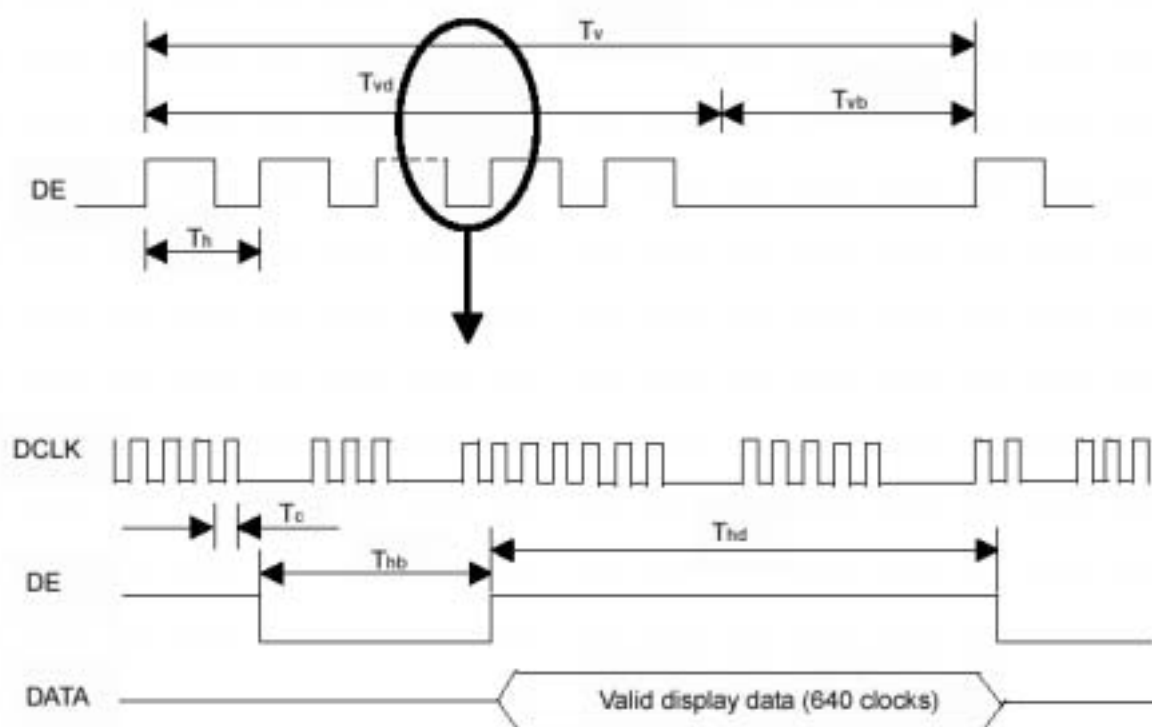 Tv
Tvd
Tvb
DE
Th
DCLK
Tc
Thd
Thb
DE
DATA
Valid display data (640 clocks)